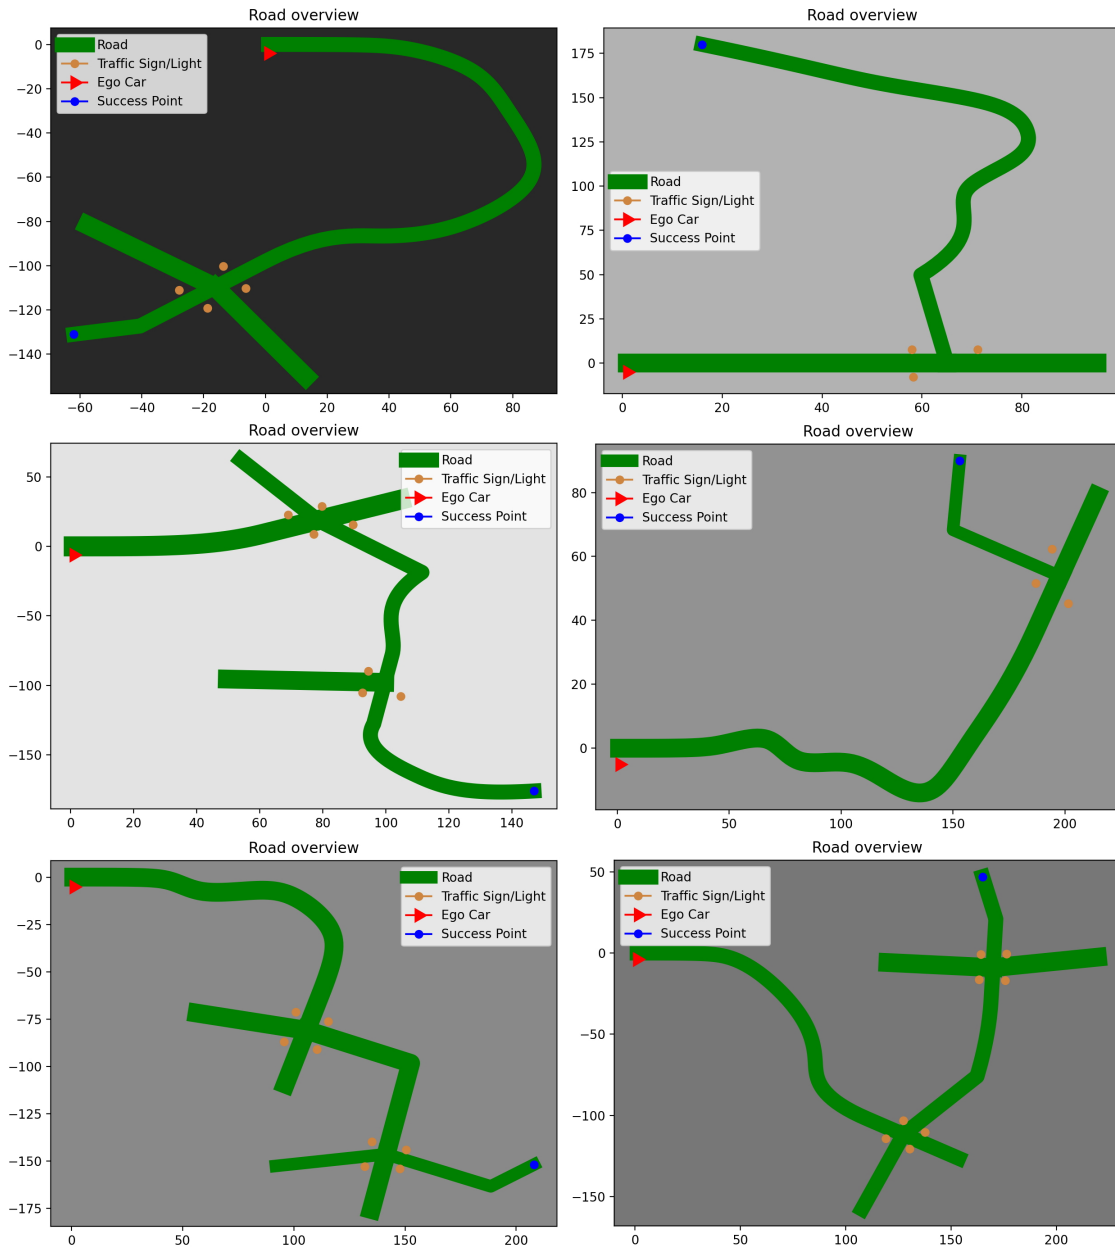 Road overview
Road
Traffic Sign/Light
Ego Car
Success Point
0
−20
−40
−60
−80
−100
−120
−140
−60 −40 −20 0 20 40 60 80
Road overview
Road
Traffic Sign/Light
Ego Car
Success Point
175
150
125
100
75
50
25
0
0 20 40 60 80
Road overview
Road
Traffic Sign/Light
Ego Car
Success Point
50
0
−50
−100
−150
0 20 40 60 80 100 120 140
Road overview
Road
Traffic Sign/Light
Ego Car
Success Point
80
60
40
20
0
0 50 100 150 200
Road overview
Road
Traffic Sign/Light
Ego Car
Success Point
0
−25
−50
−75
−100
−125
−150
−175
0 50 100 150 200
Road overview
Road
Traffic Sign/Light
Ego Car
Success Point
50
0
−50
−100
−150
0 50 100 150 200